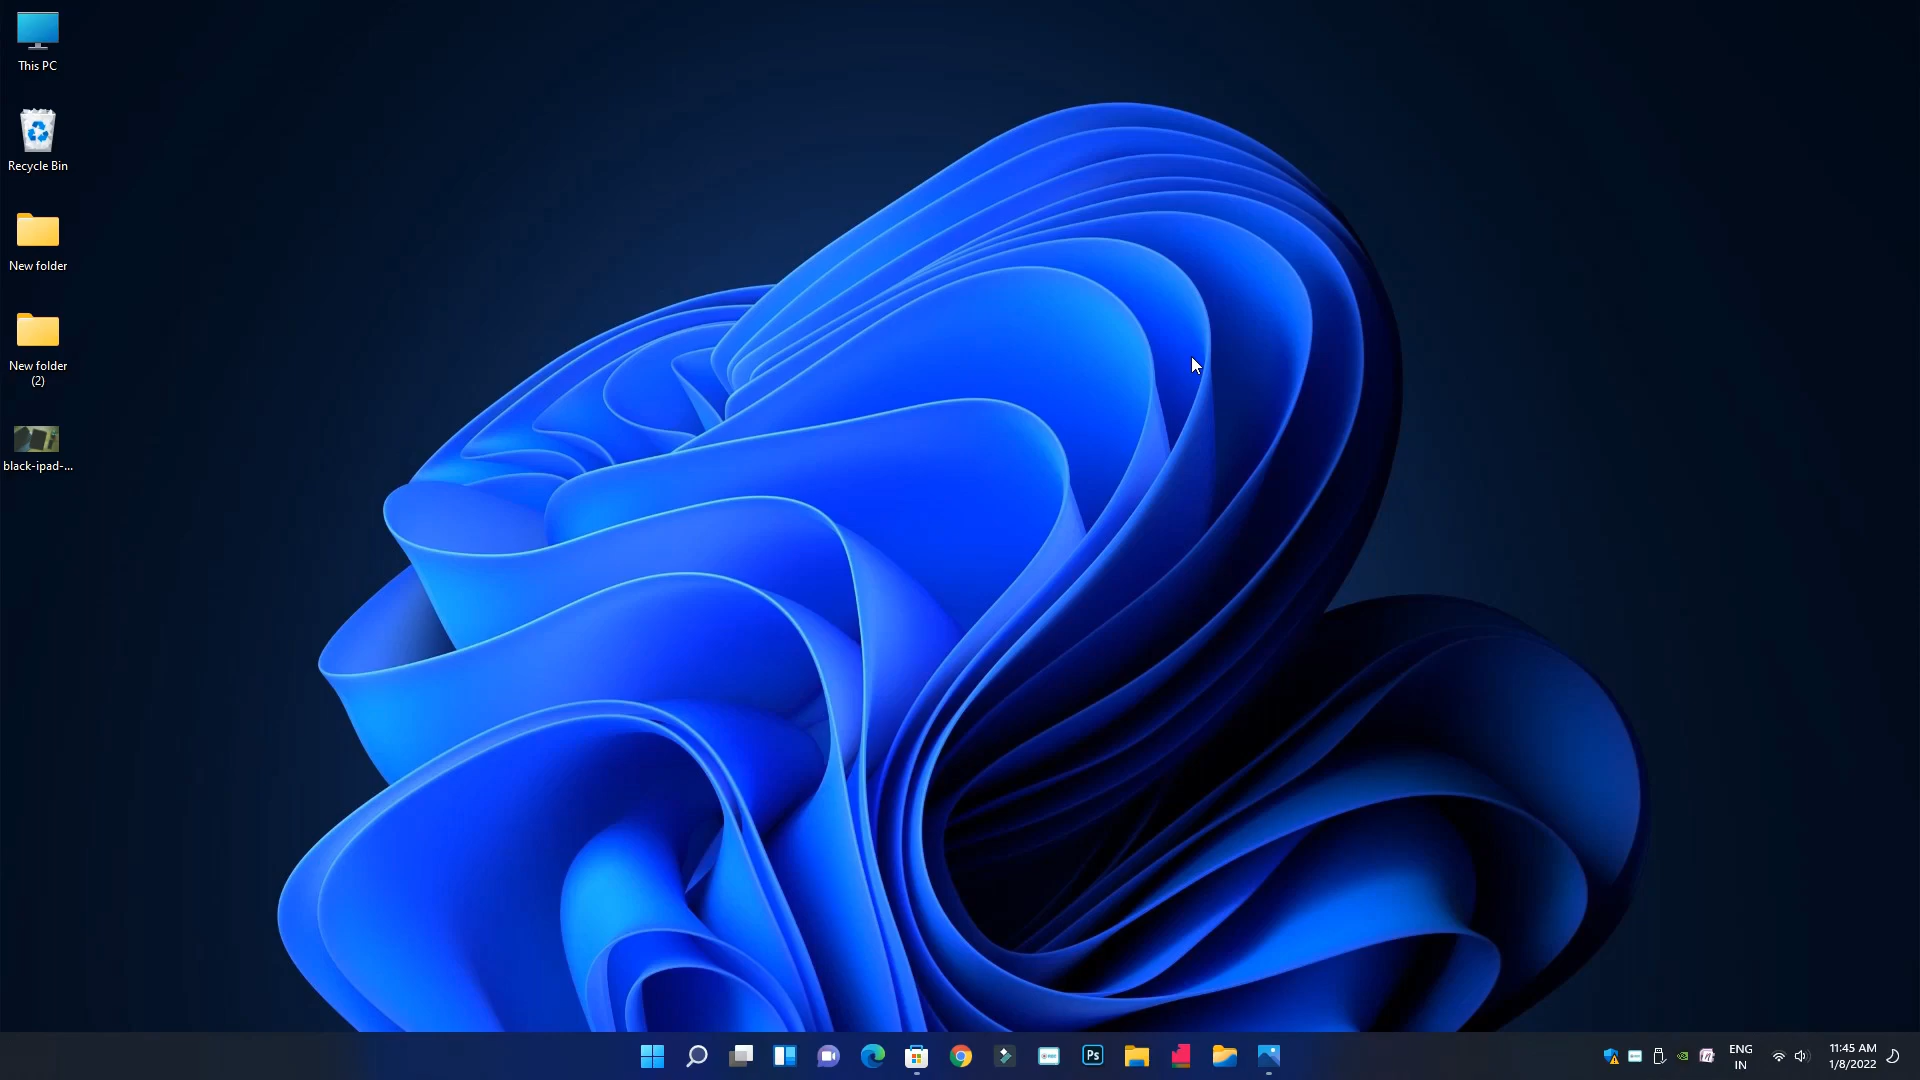 This PC
Recycle Bin
New folder
New folder
(2)
black-ipad-...
Ps
ENG
IN
11:45 AM
1/8/2022